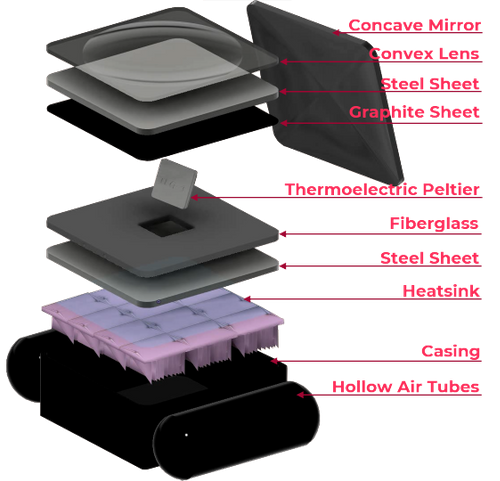 Concave Mirror
Convex Lens
Steel Sheet
Graphite Sheet
Thermoelectric Peltier
Fiberglass
Steel Sheet
Heatsink
Casing
Hollow Air Tubes